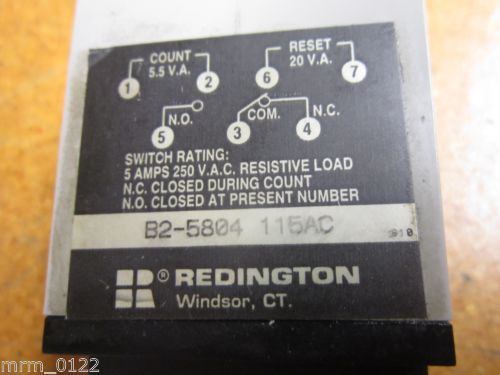 COUNT
5.5 V.A.
RESET
20 V.A.
1
2
6
7
N.O.
COM.
N.C.
5
3
4
SWITCH RATING:
5 AMPS 250 V.A.C. RESISTIVE LOAD
N.C. CLOSED DURING COUNT
N.O. CLOSED AT PRESENT NUMBER
B2-5804 115AC
® REDINGTON
Windsor, CT.
mrm_0122